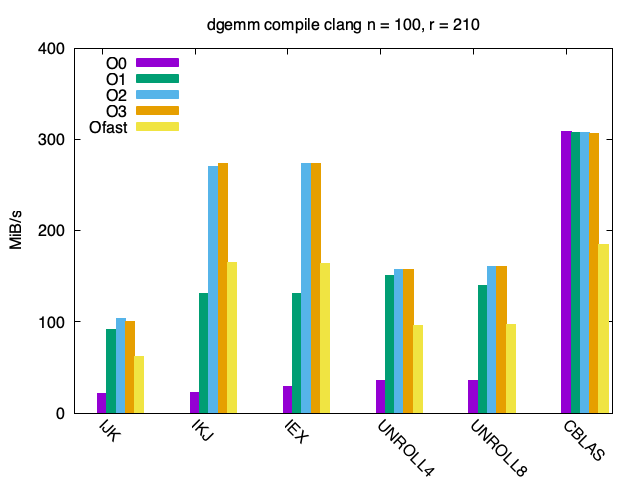 dgemm compile clang n = 100, r = 210
400
300
200
100
0
MiB/s
O0
O1
O2
O3
Ofast
IJK
IKJ
IEX
UNROLL4
UNROLL8
CBLAS